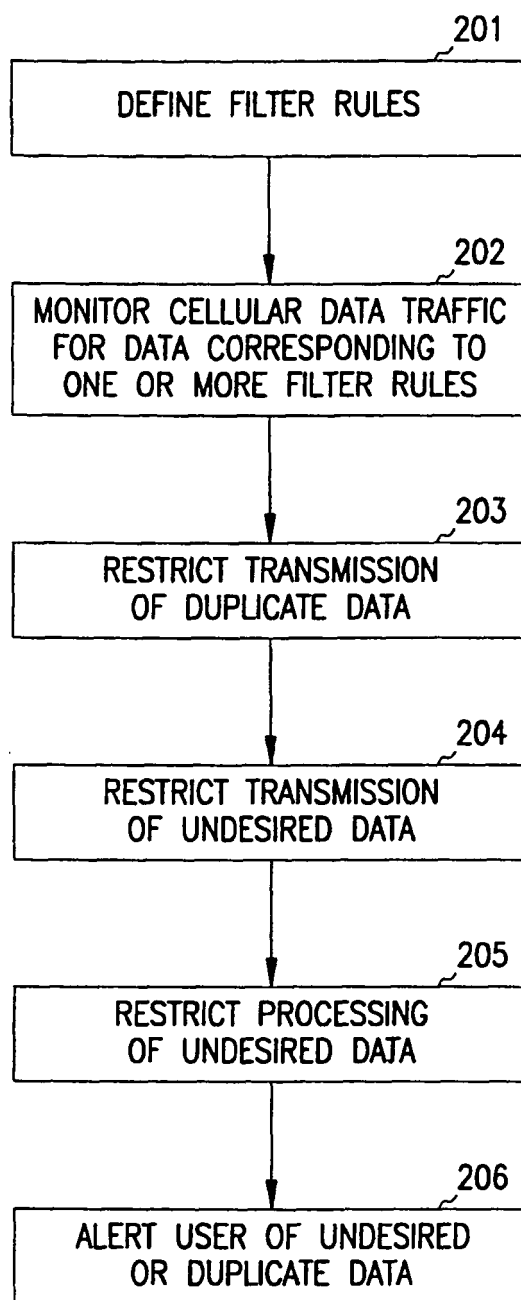 201
DEFINE FILTER RULES
202
MONITOR CELLULAR DATA TRAFFIC
FOR DATA CORRESPONDING TO
ONE OR MORE FILTER RULES
203
RESTRICT TRANSMISSION
OF DUPLICATE DATA
204
RESTRICT TRANSMISSION
OF UNDESIRED DATA
205
RESTRICT PROCESSING
OF UNDESIRED DATA
206
ALERT USER OF UNDESIRED
OR DUPLICATE DATA